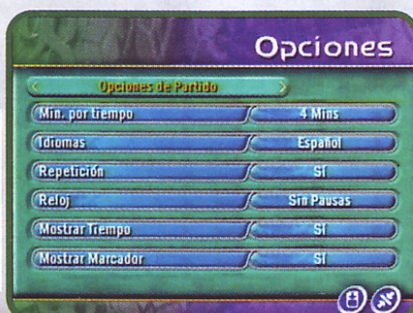 Opciones
Opciones de Partido
Min. por tiempo 4 Mins
Idiomas Español
Repetición Sí
Reloj Sin Pausas
Mostrar Tiempo Sí
Mostrar Marcador Sí